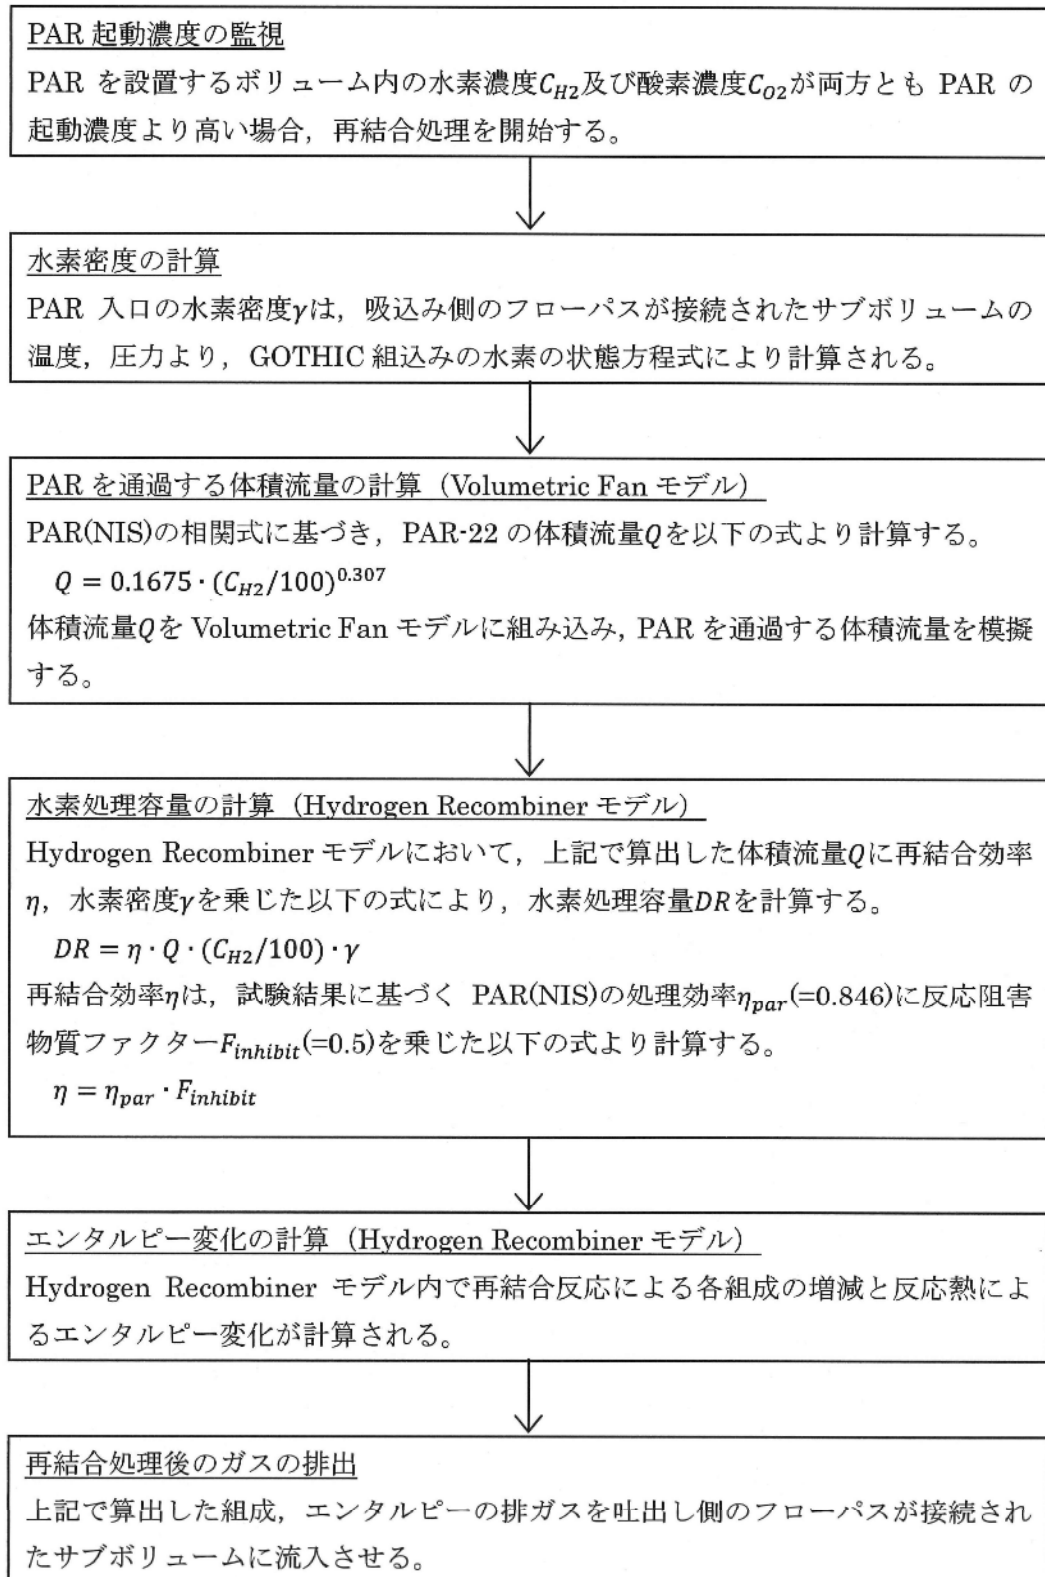 PAR 起動濃度の監視
PAR を設置するボリューム内の水素濃度C_{H2}及び酸素濃度C_{O2}が両方とも PAR の
起動濃度より高い場合，再結合処理を開始する。
水素密度の計算
PAR 入口の水素密度γは，吸込み側のフローパスが接続されたサブボリュームの
温度，圧力より，GOTHIC 組込みの水素の状態方程式により計算される。
PAR を通過する体積流量の計算（Volumetric Fan モデル）
PAR(NIS)の相関式に基づき，PAR-22 の体積流量Qを以下の式より計算する。
Q = 0.1675・(C_{H2}/100)^{0.307}
体積流量Qを Volumetric Fan モデルに組み込み，PAR を通過する体積流量を模擬
する。
水素処理容量の計算（Hydrogen Recombiner モデル）
Hydrogen Recombiner モデルにおいて，上記で算出した体積流量Qに再結合効率
η，水素密度γを乗じた以下の式により，水素処理容量DRを計算する。
DR = η・Q・(C_{H2}/100)・γ
再結合効率ηは，試験結果に基づく PAR(NIS)の処理効率η_{par}(=0.846)に反応阻害
物質ファクターF_{inhibit}(=0.5)を乗じた以下の式より計算する。
η = η_{par}・F_{inhibit}
エンタルピー変化の計算（Hydrogen Recombiner モデル）
Hydrogen Recombiner モデル内で再結合反応による各組成の増減と反応熱によ
るエンタルピー変化が計算される。
再結合処理後のガスの排出
上記で算出した組成，エンタルピーの排ガスを吐出し側のフローパスが接続され
たサブボリュームに流入させる。